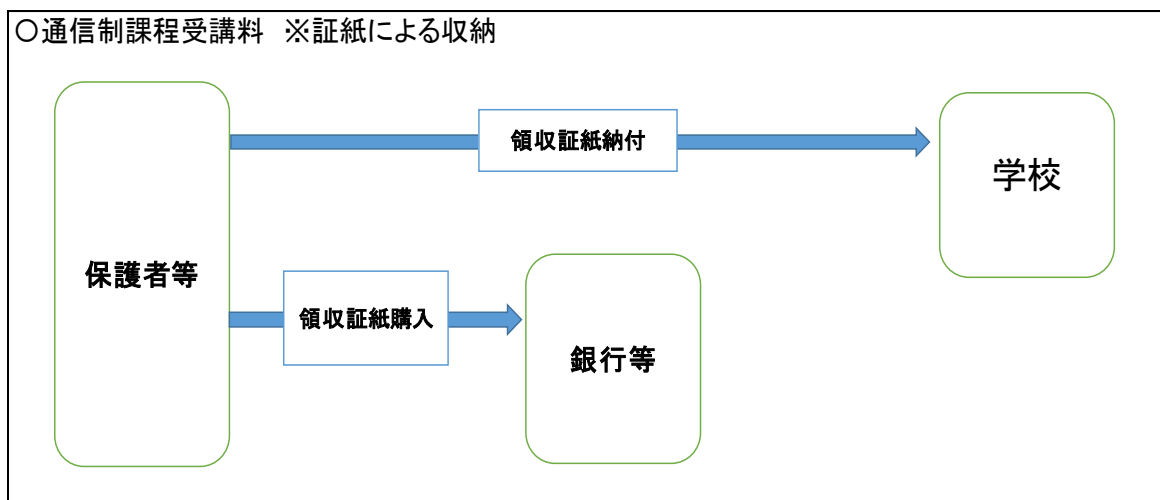 〇通信制課程受講料　※証紙による収納
領収証紙納付
学校
保護者等
領収証紙購入
銀行等